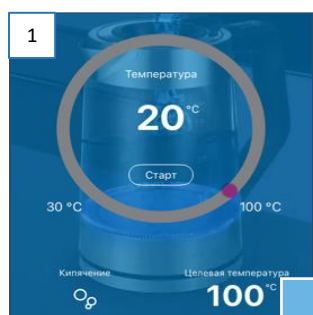 1
Температура
20 °C
Старт
30 °C 100 °C
Кипячение Целевая температура
100 °C